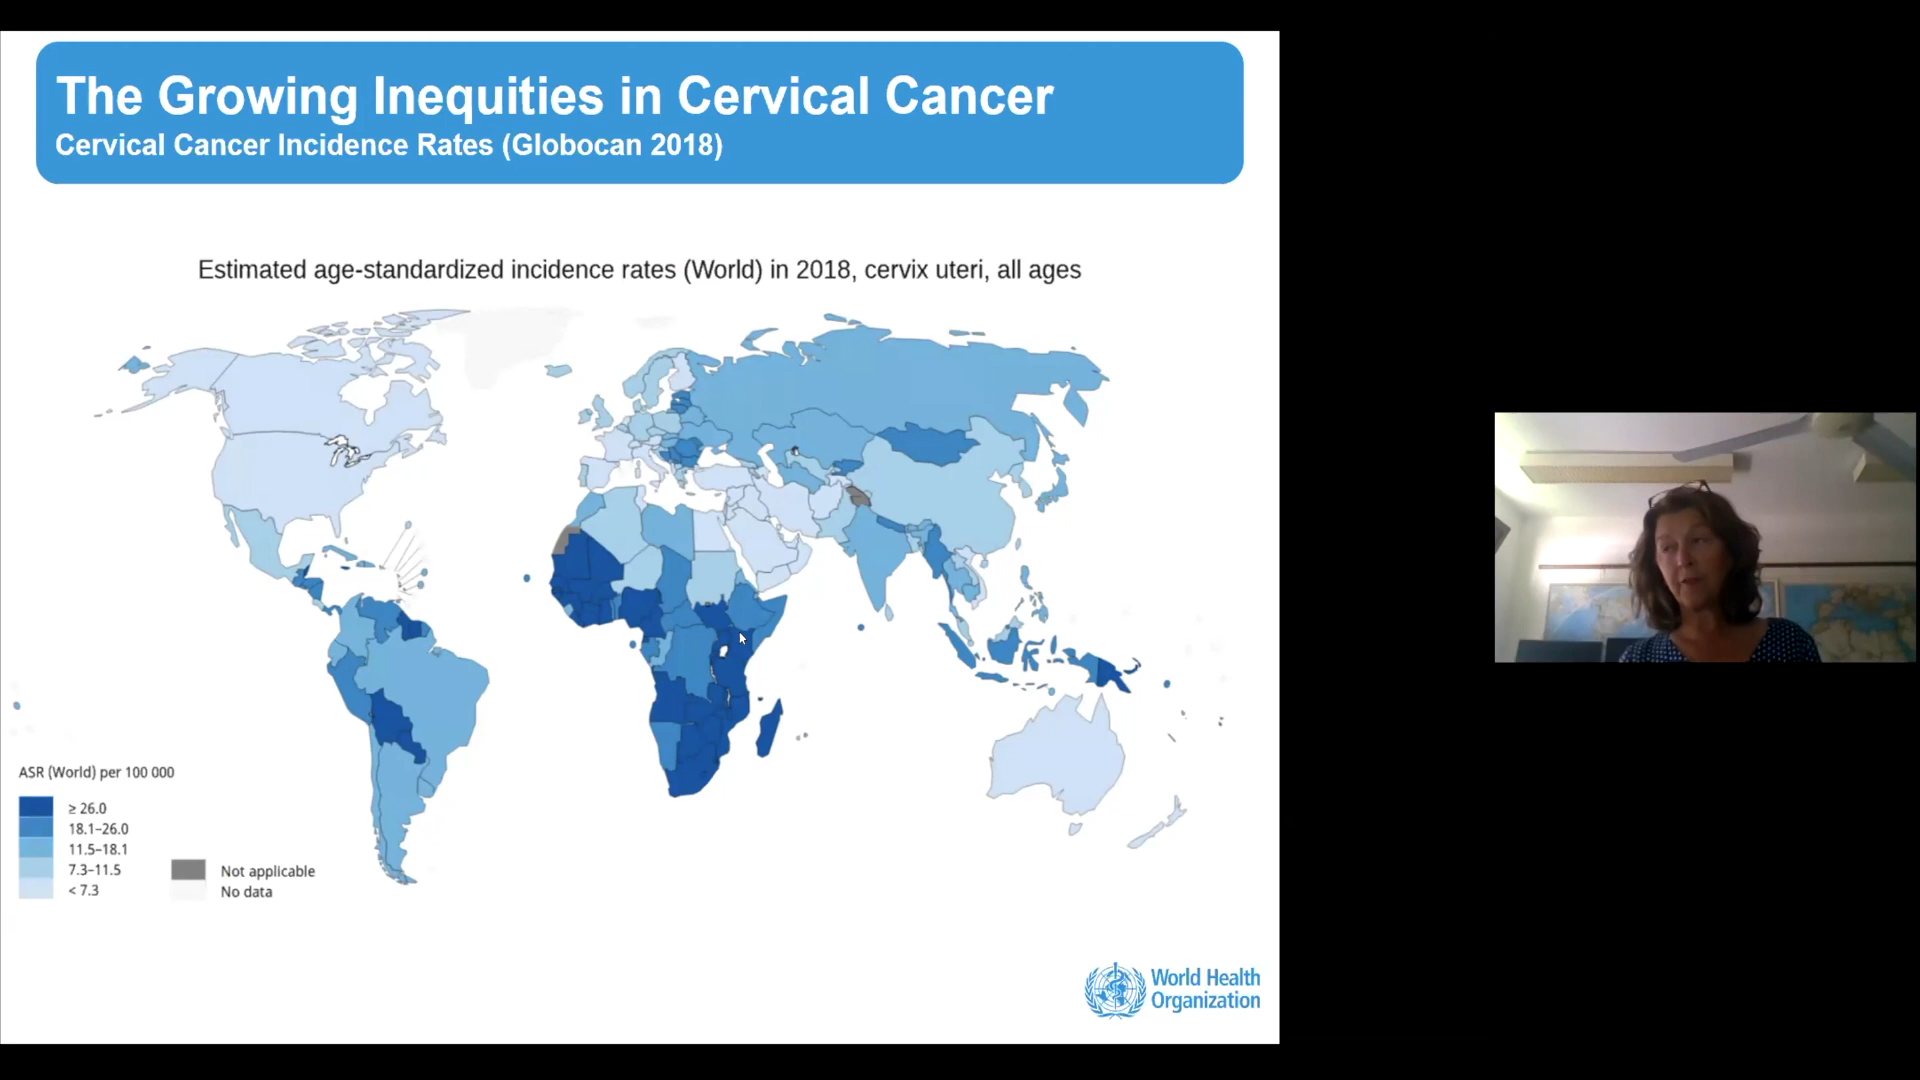 The Growing Inequities in Cervical Cancer
Cervical Cancer Incidence Rates (Globocan 2018)
Estimated age-standardized incidence rates (World) in 2018, cervix uteri, all ages
ASR (World) per 100 000
≥ 26.0
18.1–26.0
11.5–18.1
7.3–11.5
< 7.3
Not applicable
No data
World Health
Organization